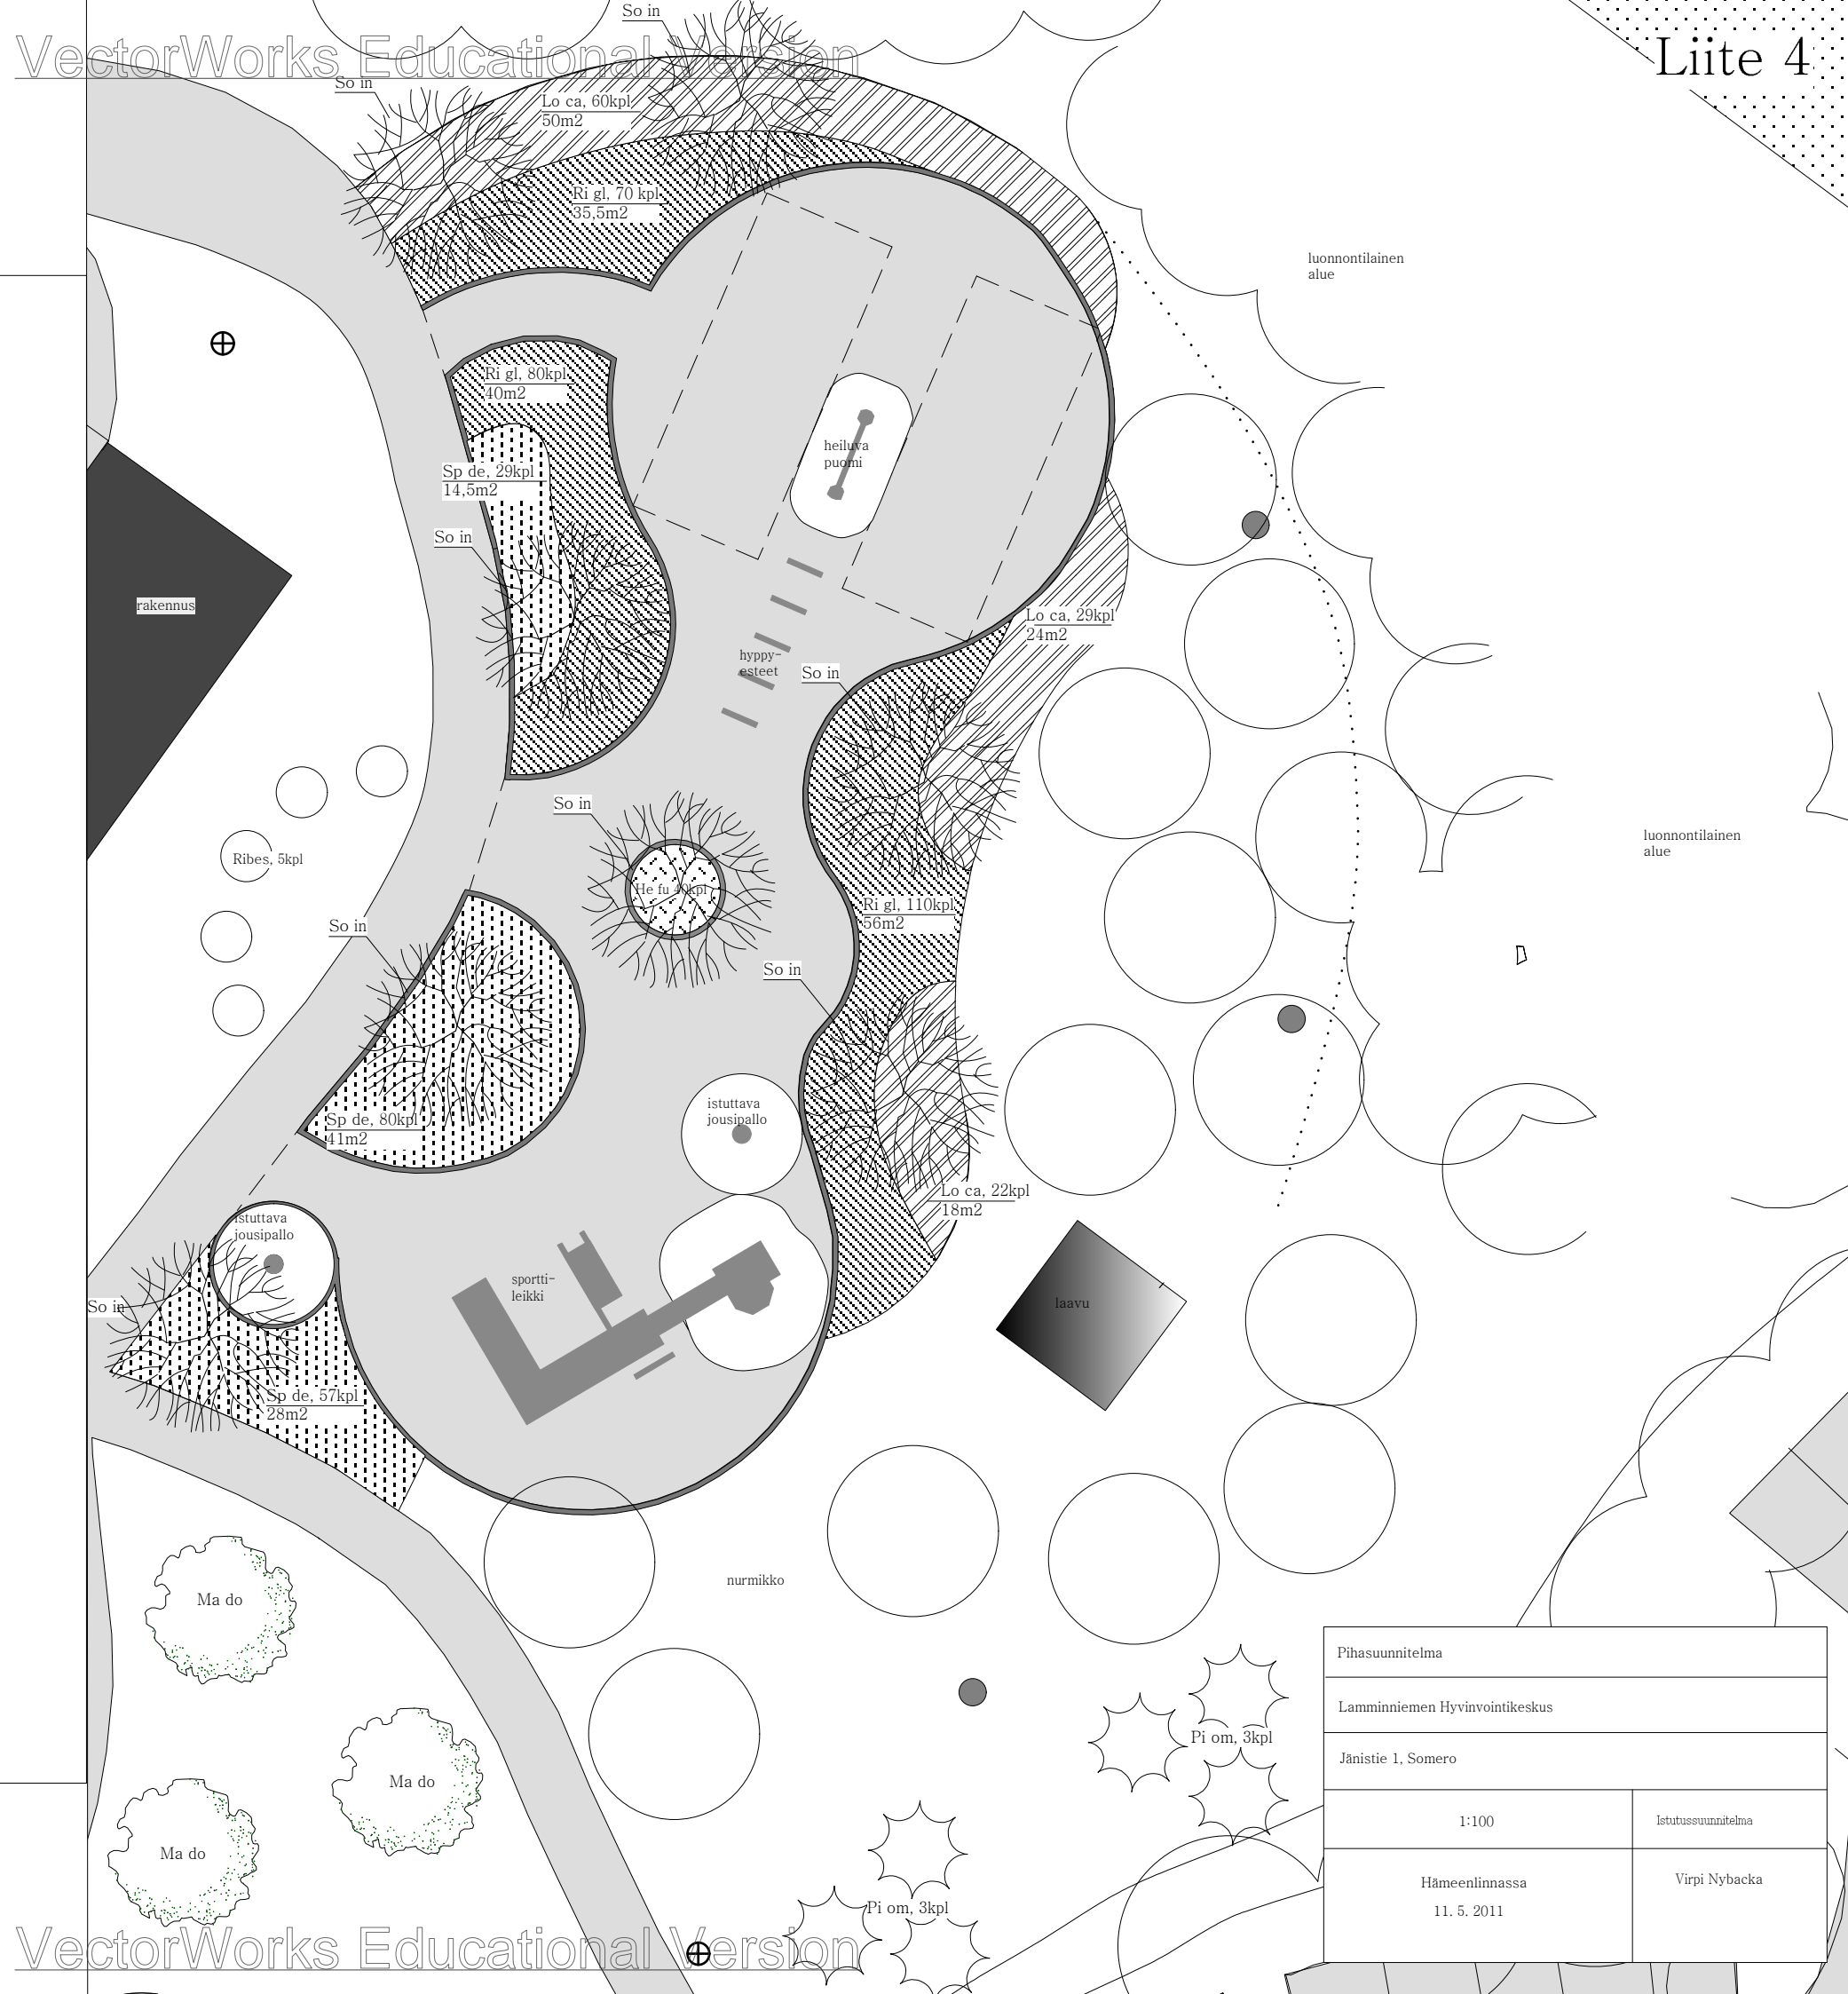 So in
VectorWorks Educational Version
Liite 4
So in
Lo ca, 60kpl
50m2
Ri gl, 70 kpl
35,5m2
luonnontilainen
alue
Ri gl, 80kpl
40m2
heiluva
puomi
Sp de, 29kpl
14,5m2
So in
rakennus
Lo ca, 29kpl
24m2
hyppy-
esteet
So in
So in
luonnontilainen
alue
Ribes, 5kpl
He fu 40kpl
Ri gl, 110kpl
56m2
So in
So in
istuttava
jousipallo
Sp de, 80kpl
41m2
Lo ca, 22kpl
18m2
istuttava
jousipallo
sportti-
leikki
So in
laavu
Sp de, 57kpl
28m2
nurmikko
Ma do
Pi om, 3kpl
Ma do
Ma do
Pi om, 3kpl
Pihasuunnitelma
Lamminniemen Hyvinvointikeskus
Jänistie 1, Somero
1:100
Istutussuunnitelma
Hämeenlinnassa
11. 5. 2011
Virpi Nybacka
VectorWorks Educational Version